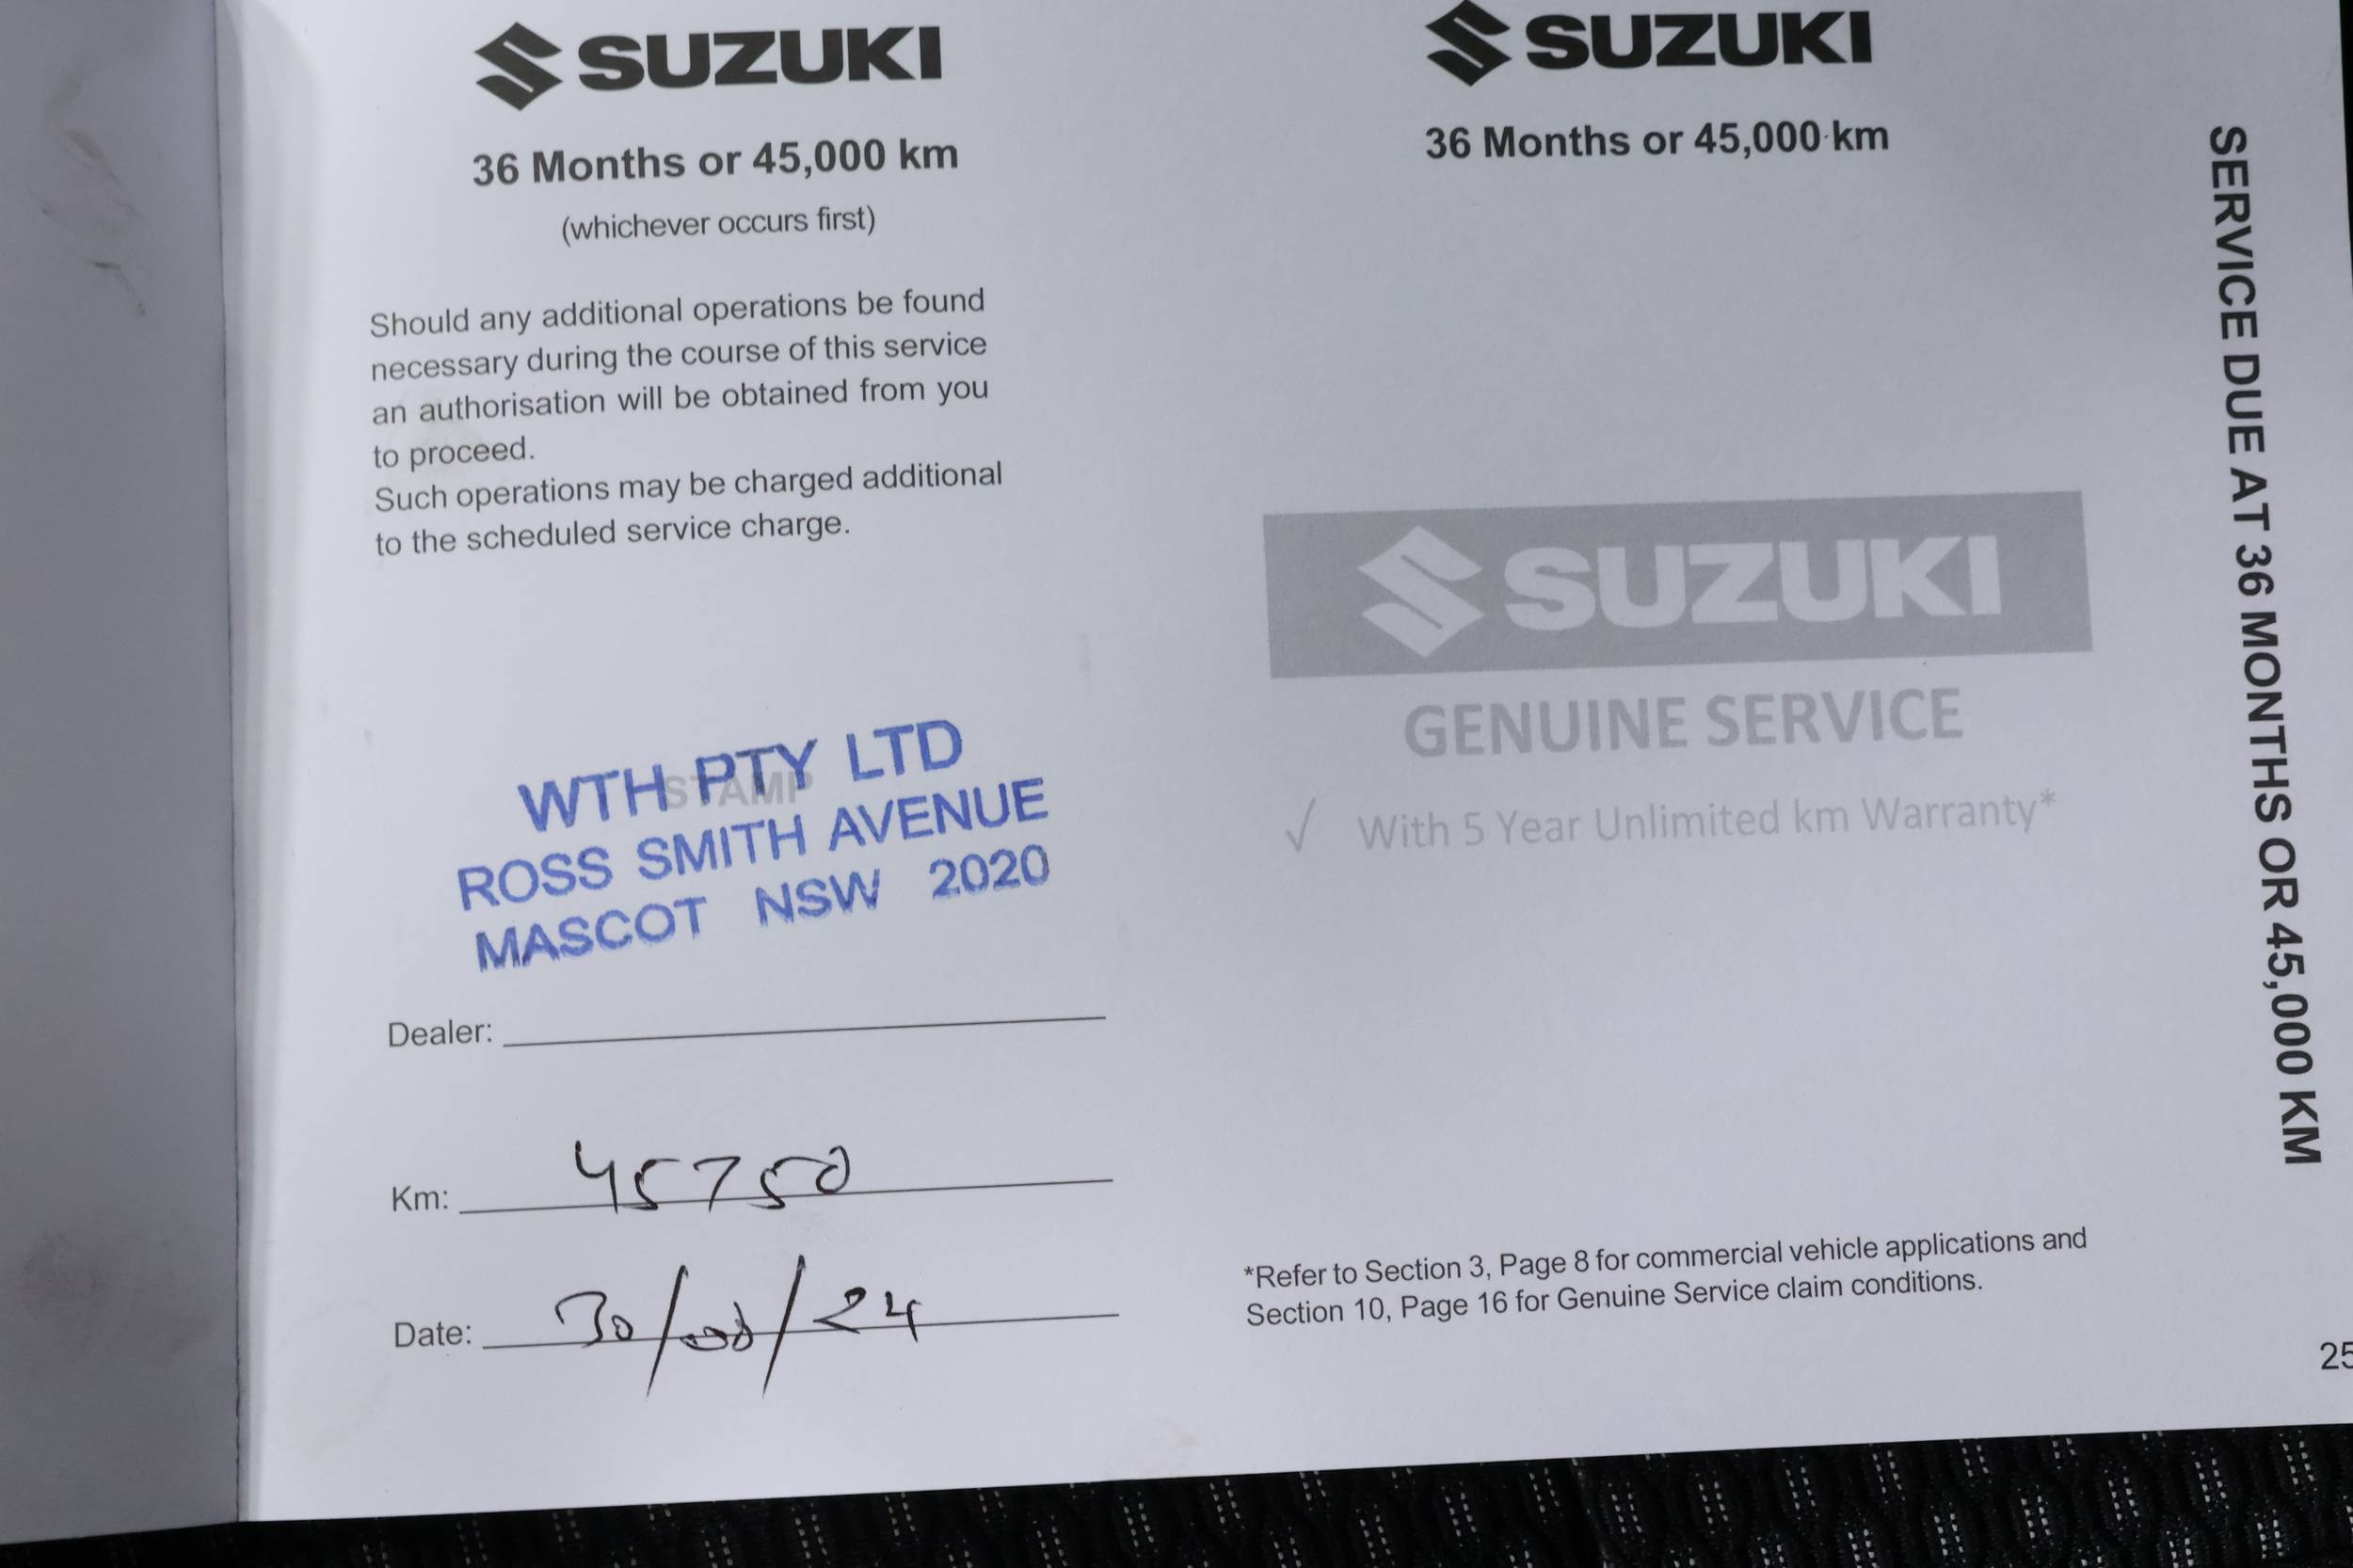 SUZUKI
36 Months or 45,000 km
(whichever occurs first)
Should any additional operations be found
necessary during the course of this service
an authorisation will be obtained from you
to proceed.
Such operations may be charged additional
to the scheduled service charge.
STAMP
WTH PTY LTD
ROSS SMITH AVENUE
MASCOT NSW 2020
Dealer:
Km: 45750
Date: 30/08/24
SUZUKI
36 Months or 45,000 km
SUZUKI
GENUINE SERVICE
√ With 5 Year Unlimited km Warranty*
*Refer to Section 3, Page 8 for commercial vehicle applications and
Section 10, Page 16 for Genuine Service claim conditions.
SERVICE DUE AT 36 MONTHS OR 45,000 KM
25